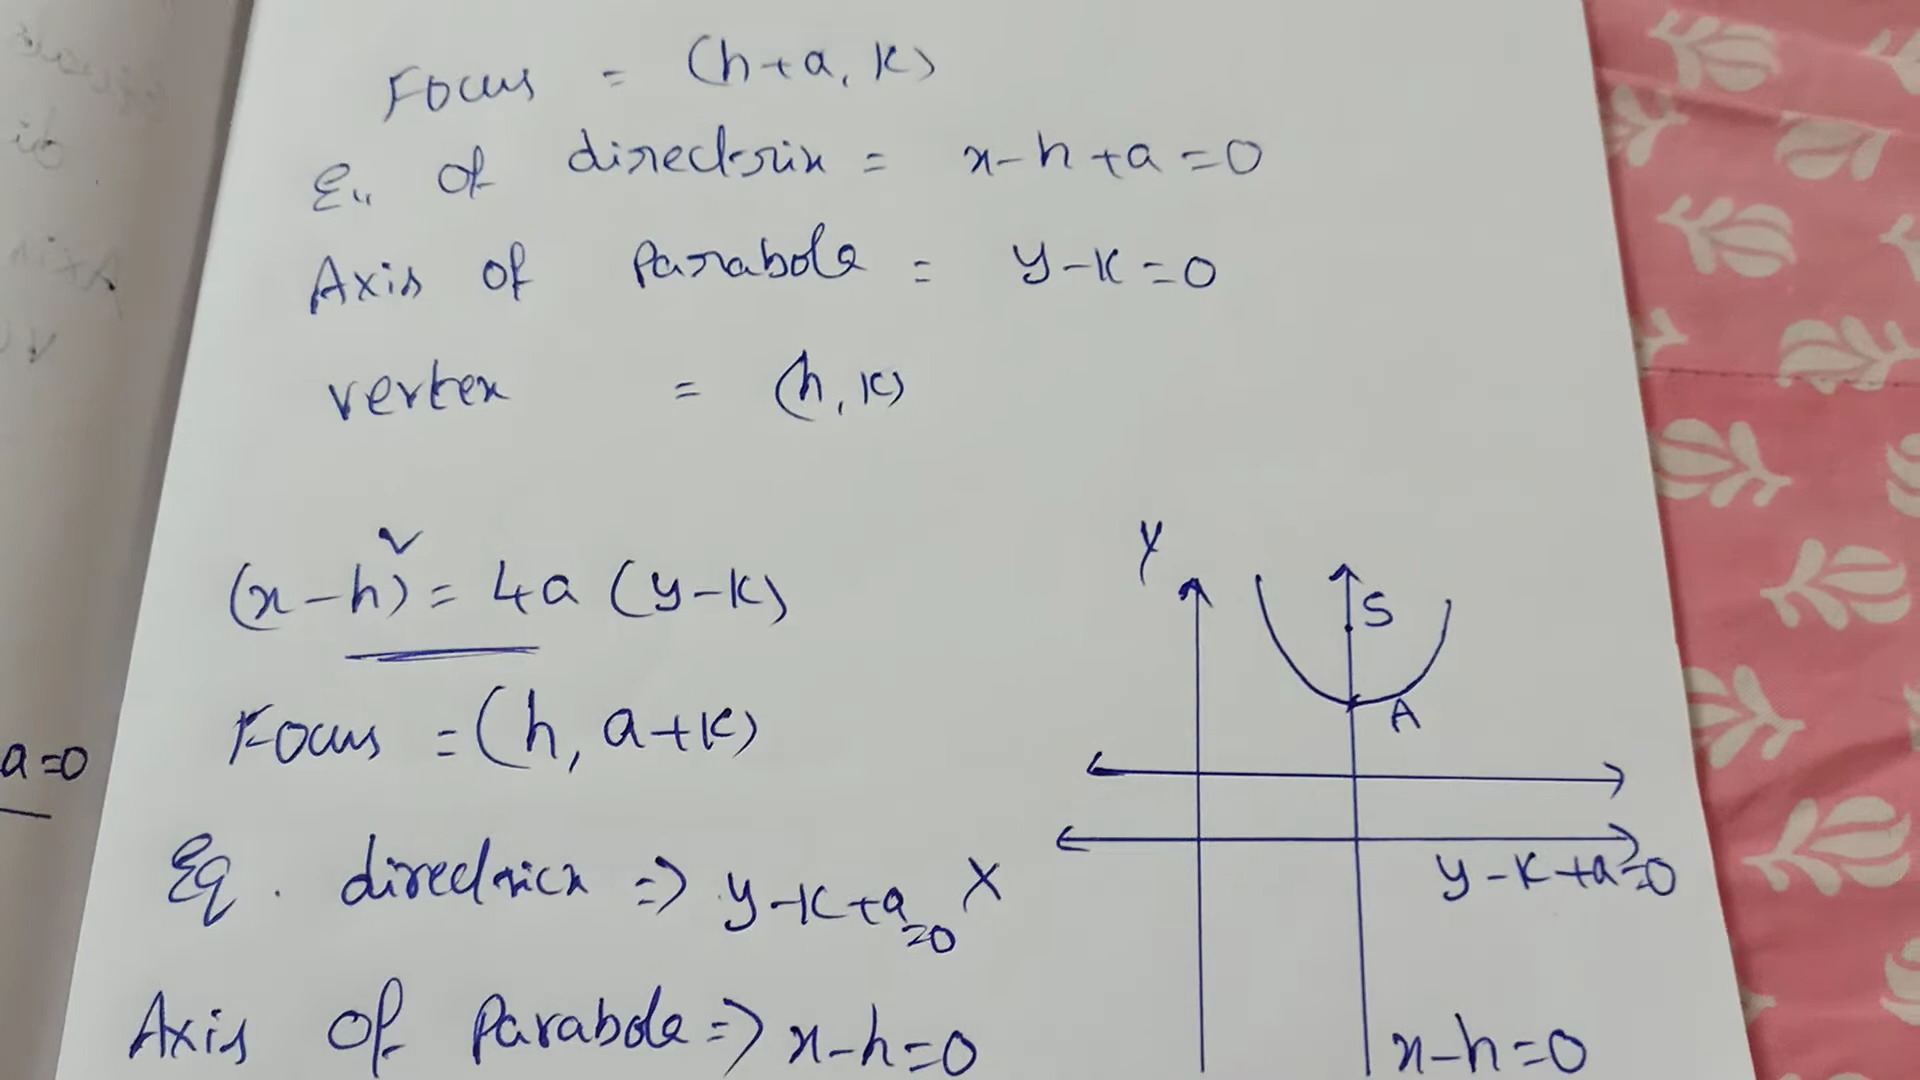 Focus = (h+a, k)
Eq of directrix = x-h+a=0
Axis of Parabola = y-k=0
vertex = (h, k)
(x-h)² = 4a (y-k)
Focus = (h, a+k)
Eq. directricx => y-k+a=0
Axis of Parabola => x-h=0
Y
S
A
X
y-k+a=0
x-h=0
a=0